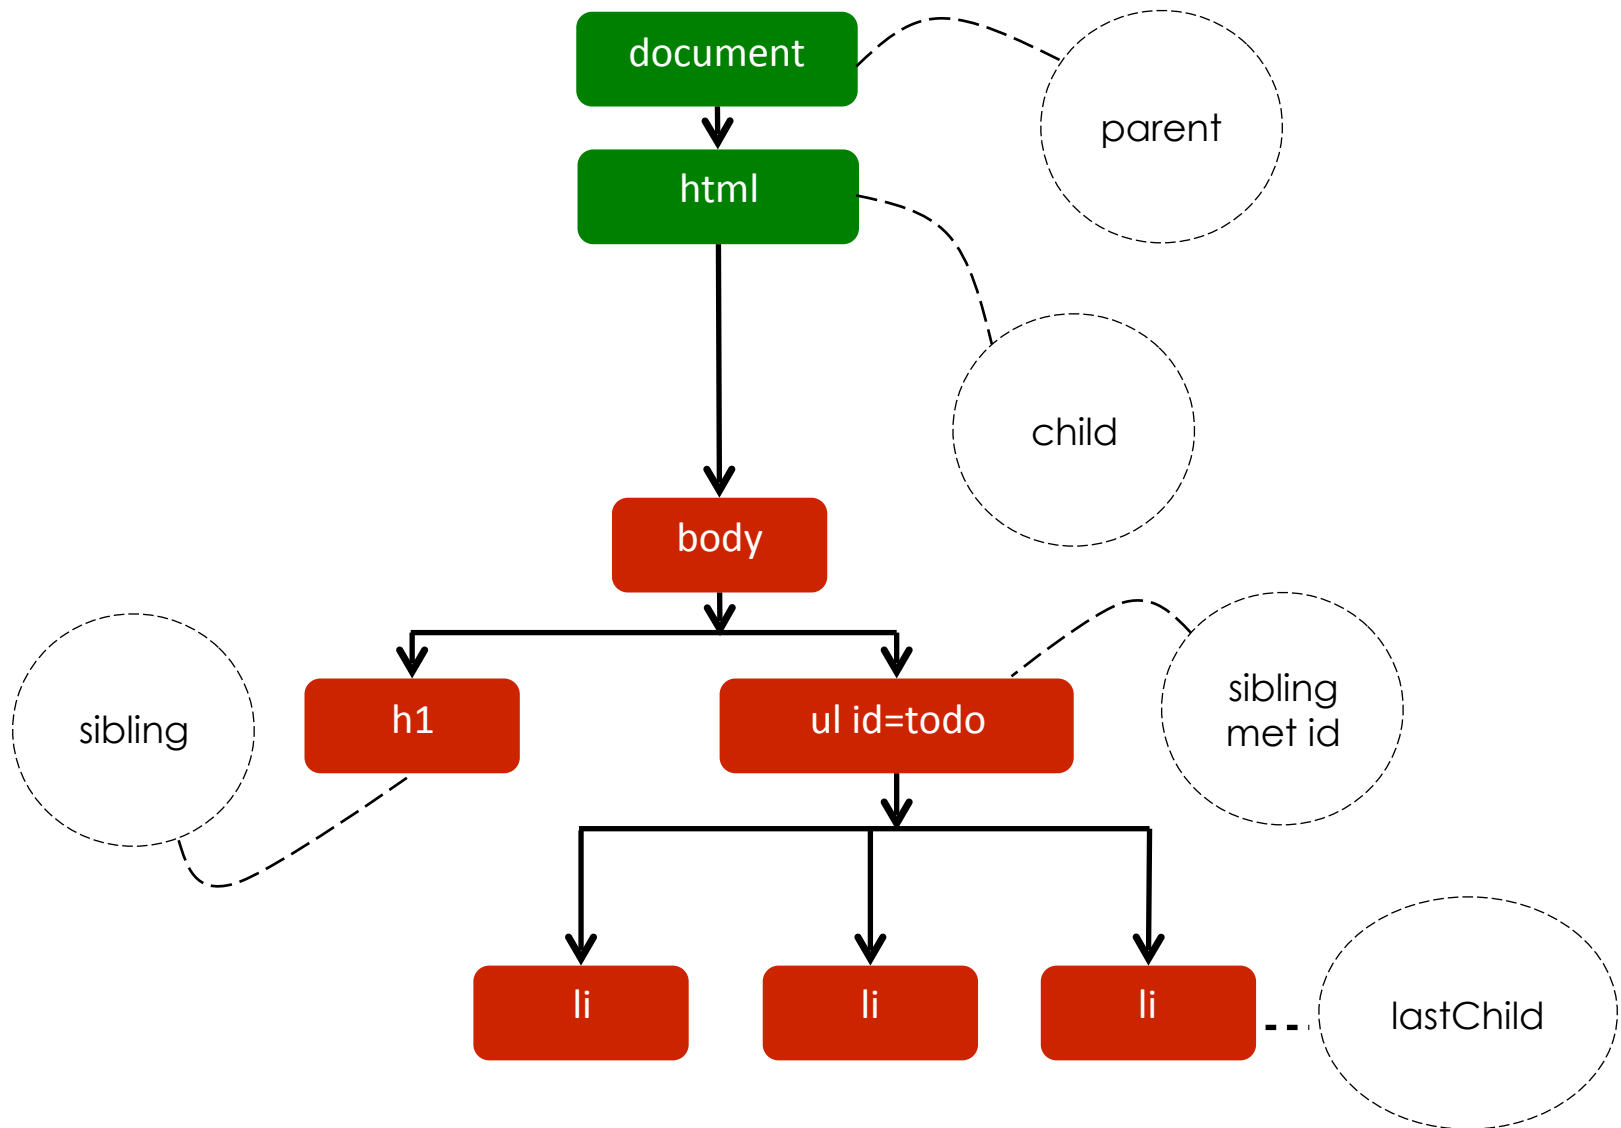 document
parent
html
child
body
sibling
h1
ul id=todo
sibling
met id
li
li
li
lastChild